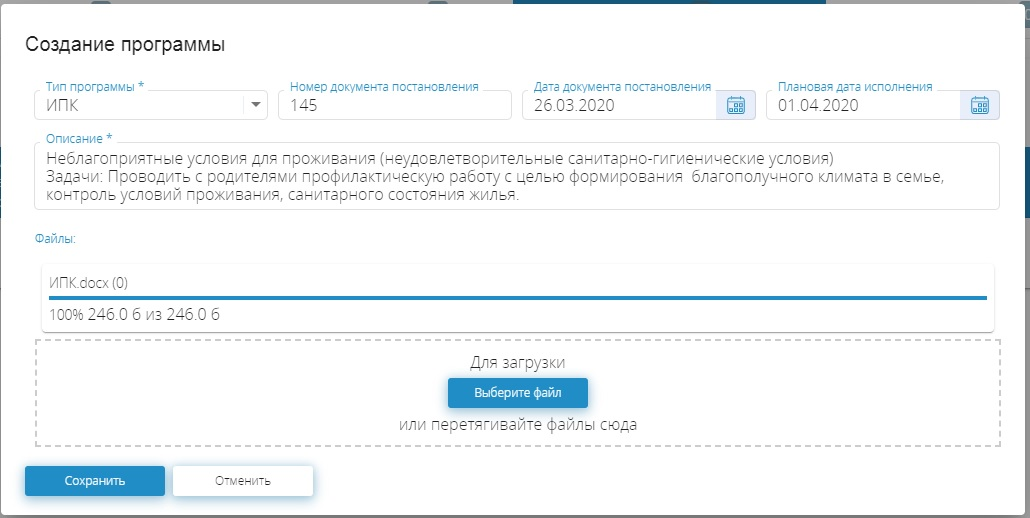 Создание программы
Тип программы *
ИПК
Номер документа постановления
145
Дата документа постановления
26.03.2020
Плановая дата исполнения
01.04.2020
Описание *
Неблагоприятные условия для проживания (неудовлетворительные санитарно-гигиенические условия)
Задачи: Проводить с родителями профилактическую работу с целью формирования  благополучного климата в семье,
контроль условий проживания, санитарного состояния жилья.
Файлы:
ИПК.docx (0)
100% 246.0 б из 246.0 б
Для загрузки
Выберите файл
или перетягивайте файлы сюда
Сохранить
Отменить